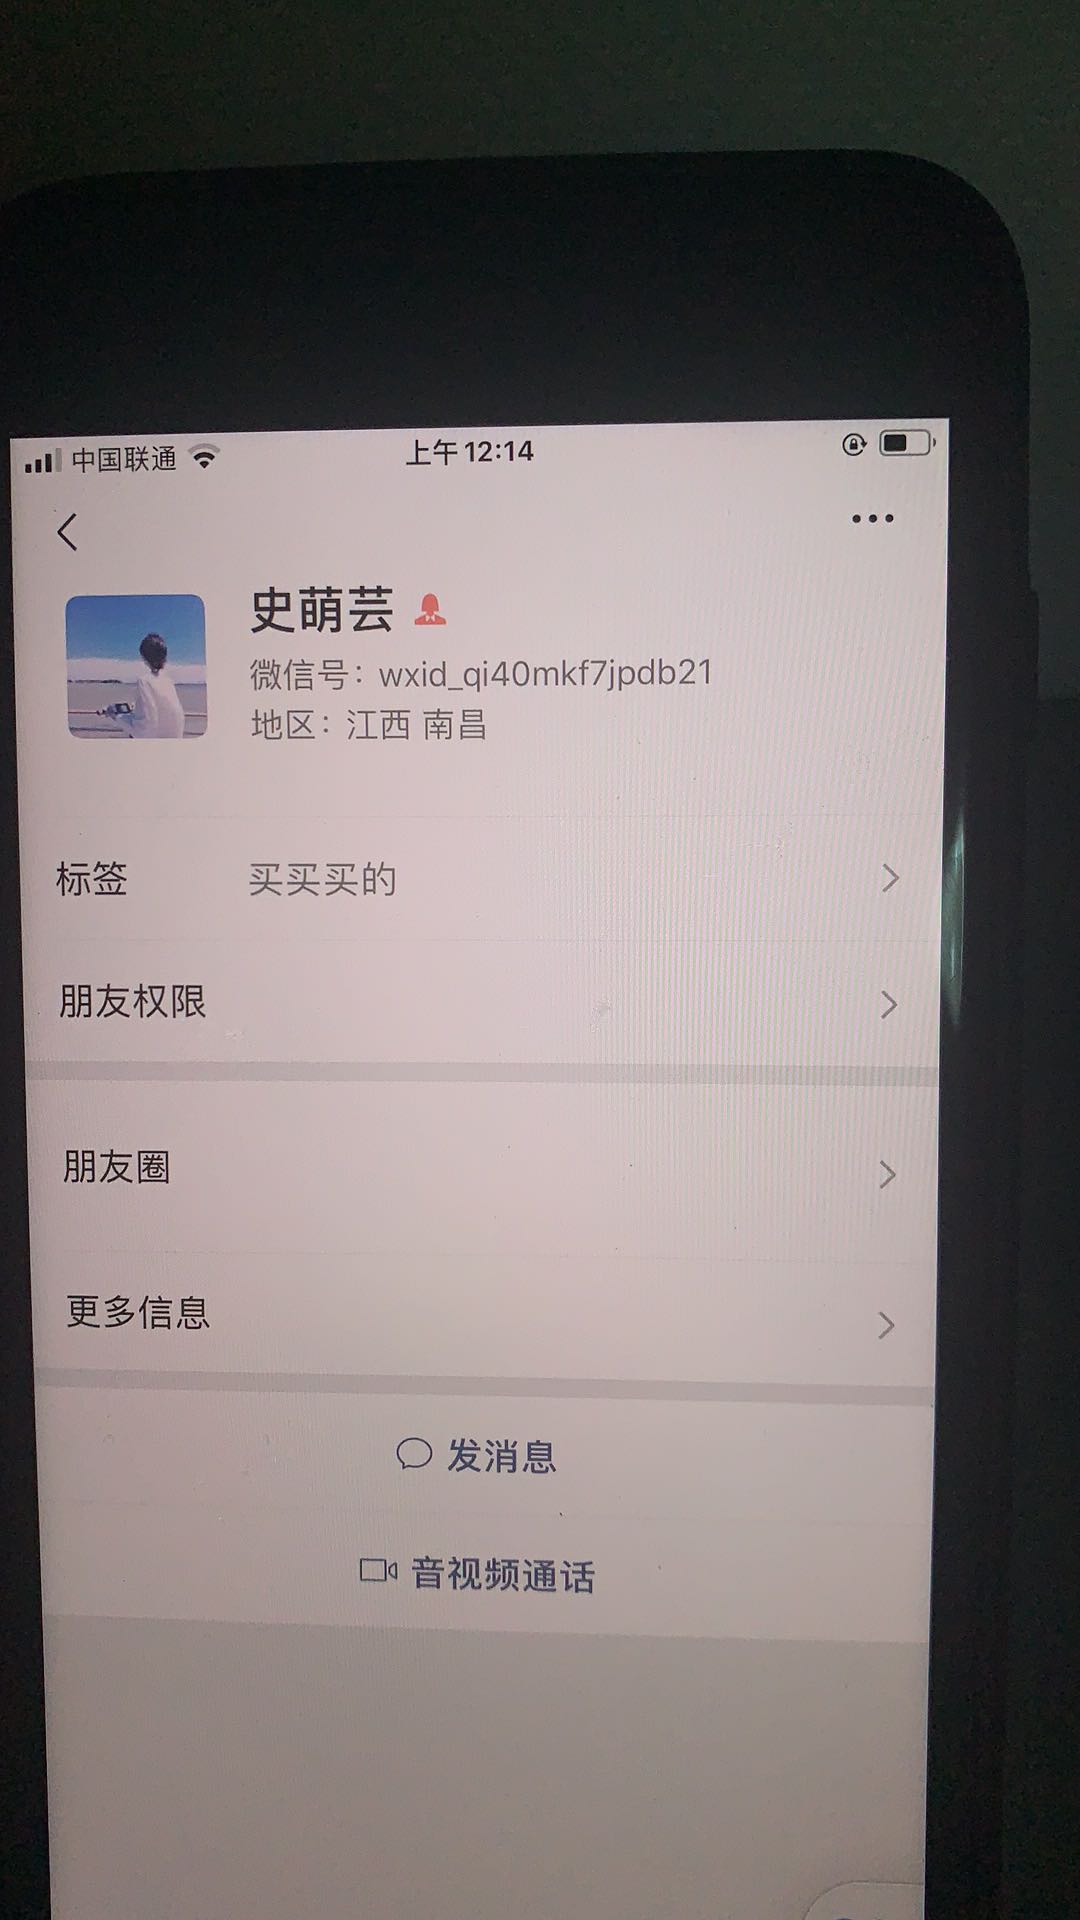 中国联通
上午12:14
史萌芸
微信号：wxid_qi40mkf7jpdb21
地区：江西 南昌
标签 买买买的
朋友权限
朋友圈
更多信息
发消息
音视频通话